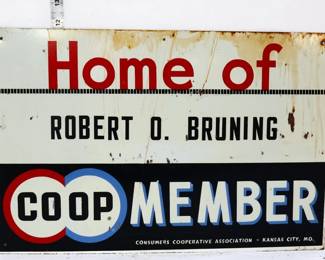 Home of
ROBERT O. BRUNING
COOP® MEMBER
CONSUMERS COOPERATIVE ASSOCIATION - KANSAS CITY, MO.